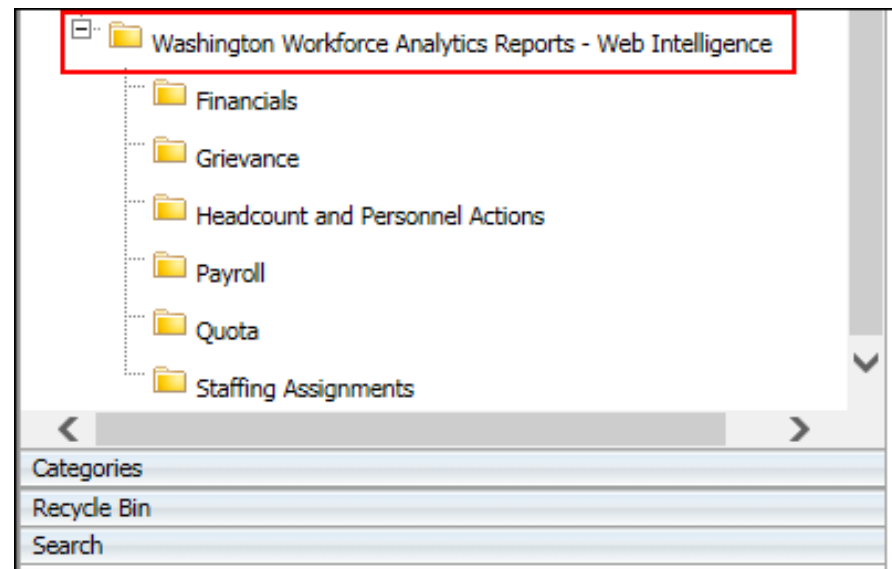 Washington Workforce Analytics Reports - Web Intelligence
Financials
Grievance
Headcount and Personnel Actions
Payroll
Quota
Staffing Assignments
Categories
Recycle Bin
Search